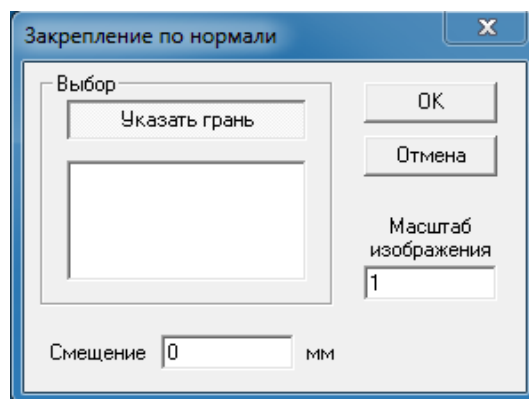 Закрепление по нормали
Выбор
Указать грань
OK
Отмена
Масштаб
изображения
1
Смещение 0 мм